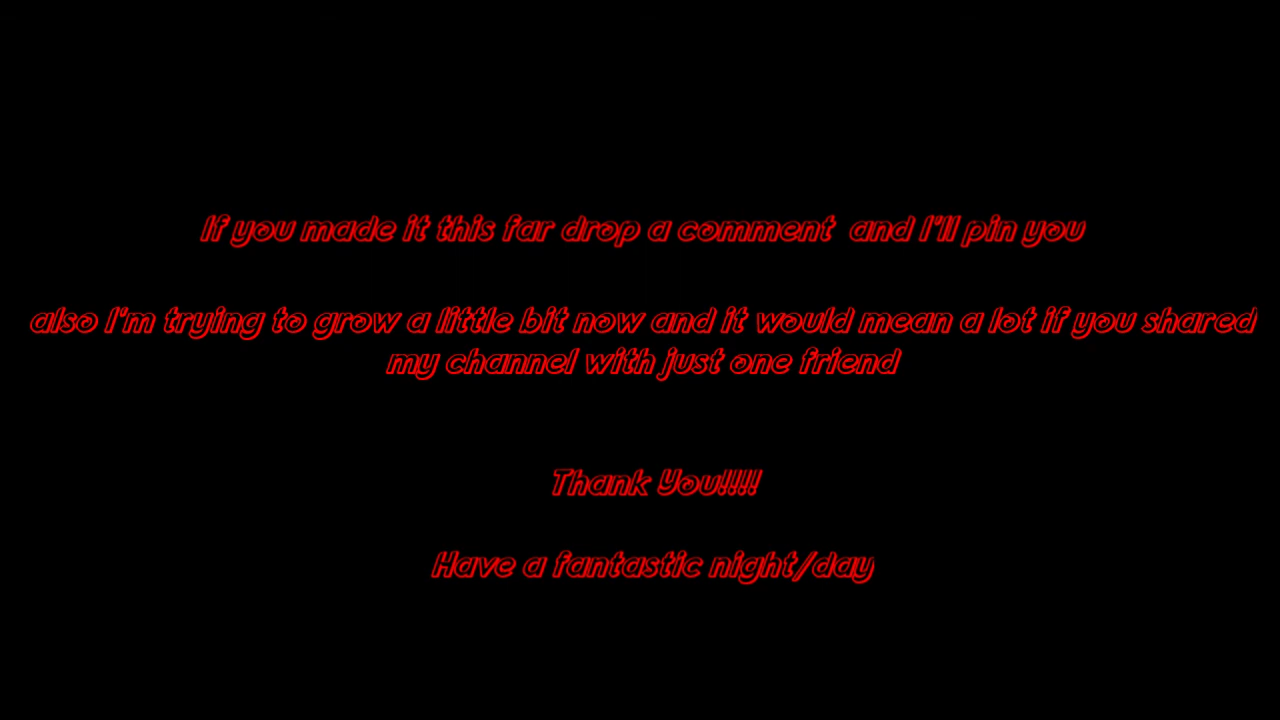 If you made it this far drop a comment  and I'll pin you
also I'm trying to grow a little bit now and it would mean a lot if you shared
my channel with just one friend
Thank You!!!!!
Have a fantastic night/day